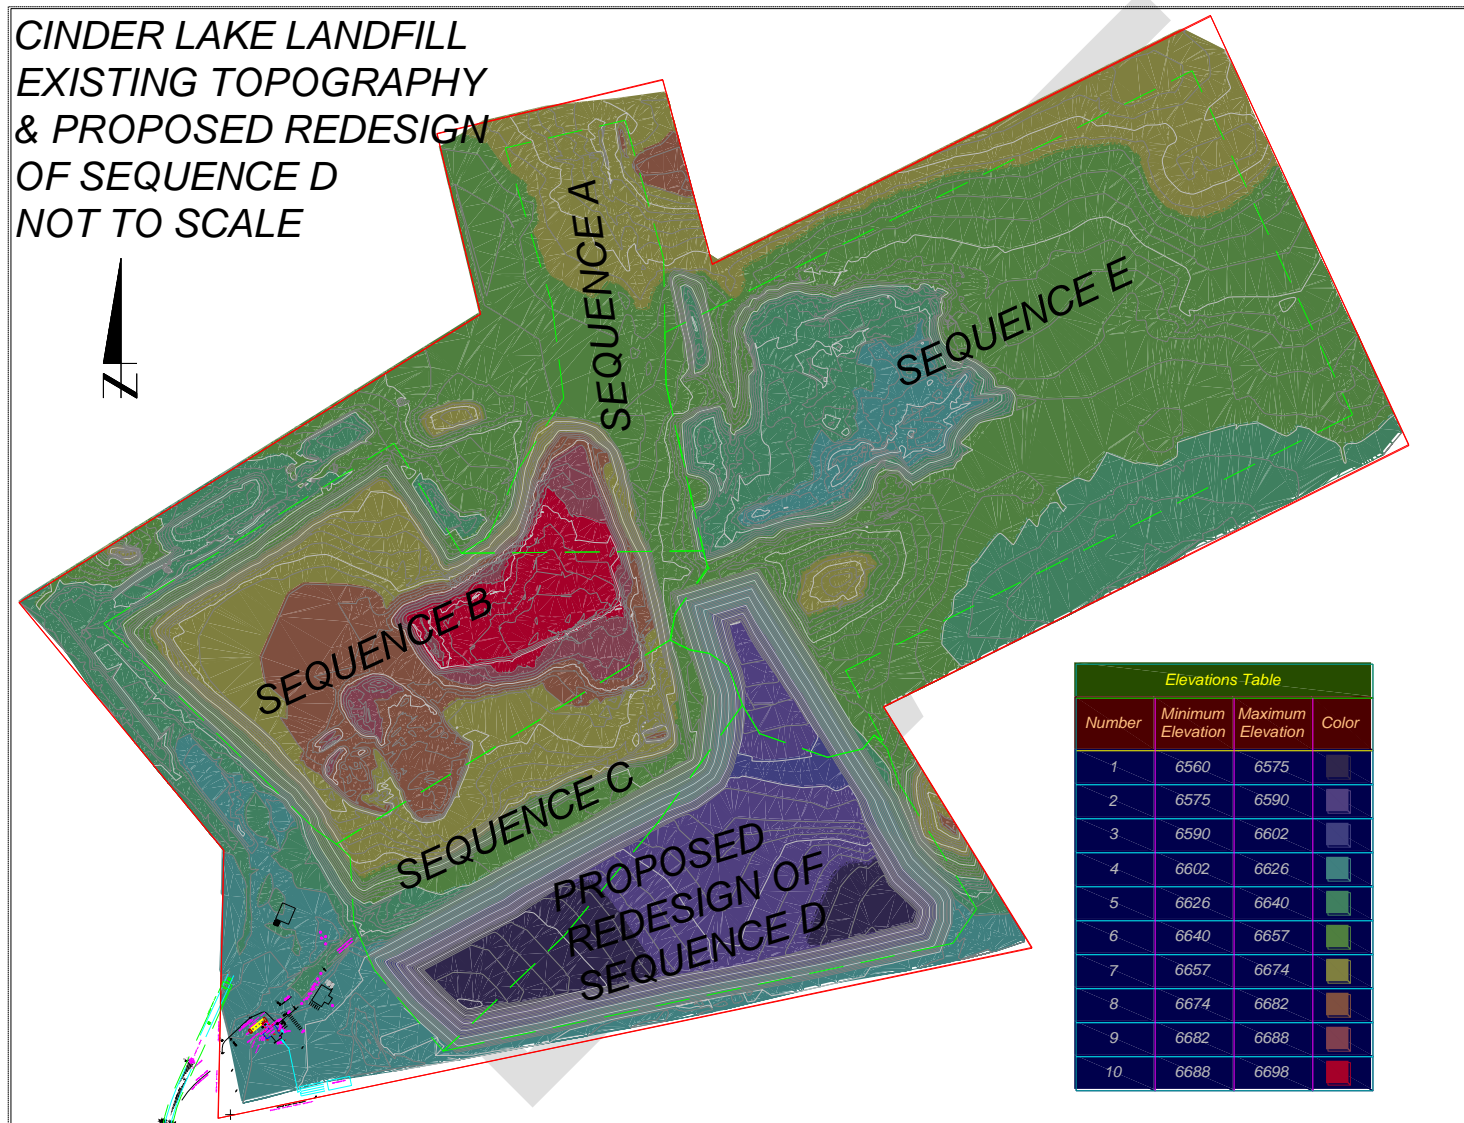 CINDER LAKE LANDFILL
EXISTING TOPOGRAPHY
& PROPOSED REDESIGN
OF SEQUENCE D
NOT TO SCALE
N
SEQUENCE A
SEQUENCE E
SEQUENCE B
SEQUENCE C
PROPOSED
REDESIGN OF
SEQUENCE D
Elevations Table
Number Minimum Elevation Maximum Elevation Color
1 6560 6575
2 6575 6590
3 6590 6602
4 6602 6626
5 6626 6640
6 6640 6657
7 6657 6674
8 6674 6682
9 6682 6688
10 6688 6698